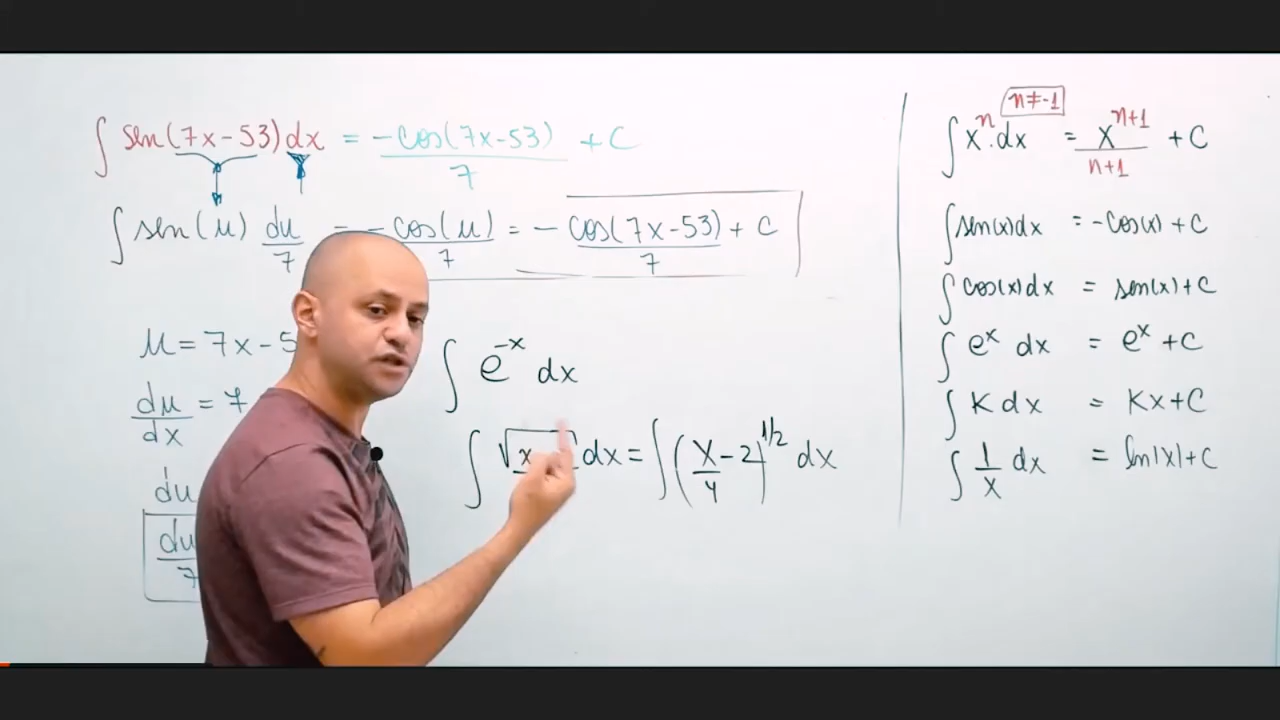 ∫ sen(7x-53)dx = -cos(7x-53)/7 + C
∫ sen(u) du/7 = -cos(u)/7 = - cos(7x-53)/7 + C
u = 7x-5
du/dx = 7
du
du/7
∫ e^-x dx
∫ √x dx = ∫ (x/4 - 2)^1/2 dx
n≠-1
∫ x^n . dx = x^n+1/n+1 + C
∫ sen(x)dx = -cos(x) + C
∫ cos(x)dx = sen(x)+C
∫ e^x dx = e^x + C
∫ K dx = Kx+C
∫ 1/x dx = ln|x|+C